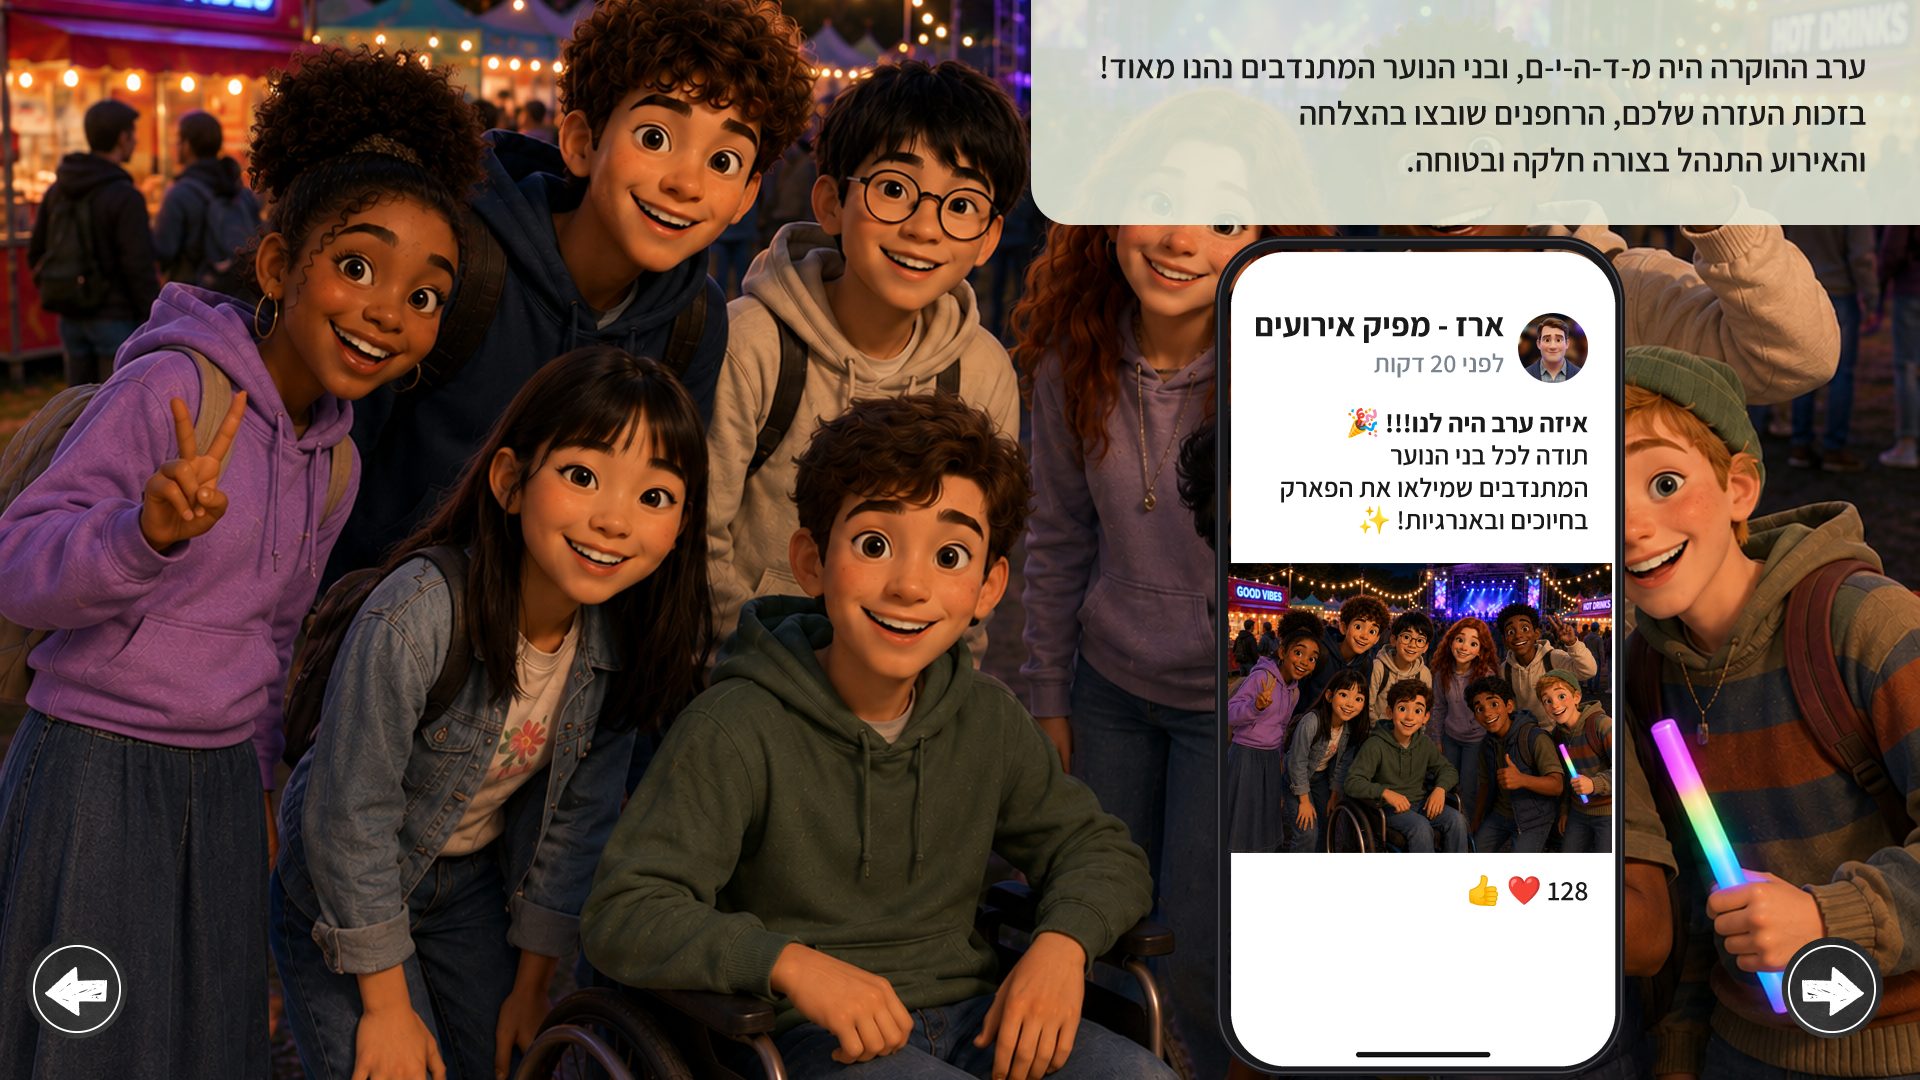 ערב ההוקרה היה מ-ד-ה-י-ם, ובני הנוער המתנדבים נהנו מאוד!
בזכות העזרה שלכם, הרחפנים שובצו בהצלחה
והאירוע התנהל בצורה חלקה ובטוחה.
HOT DRINKS
ארז - מפיק אירועים
לפני 20 דקות
איזה ערב היה לנו!!! 🎉
תודה לכל בני הנוער
המתנדבים שמילאו את הפארק
בחיוכים ובאנרגיות! ✨
GOOD VIBES
HOT DRINKS
128 ❤️ 👍